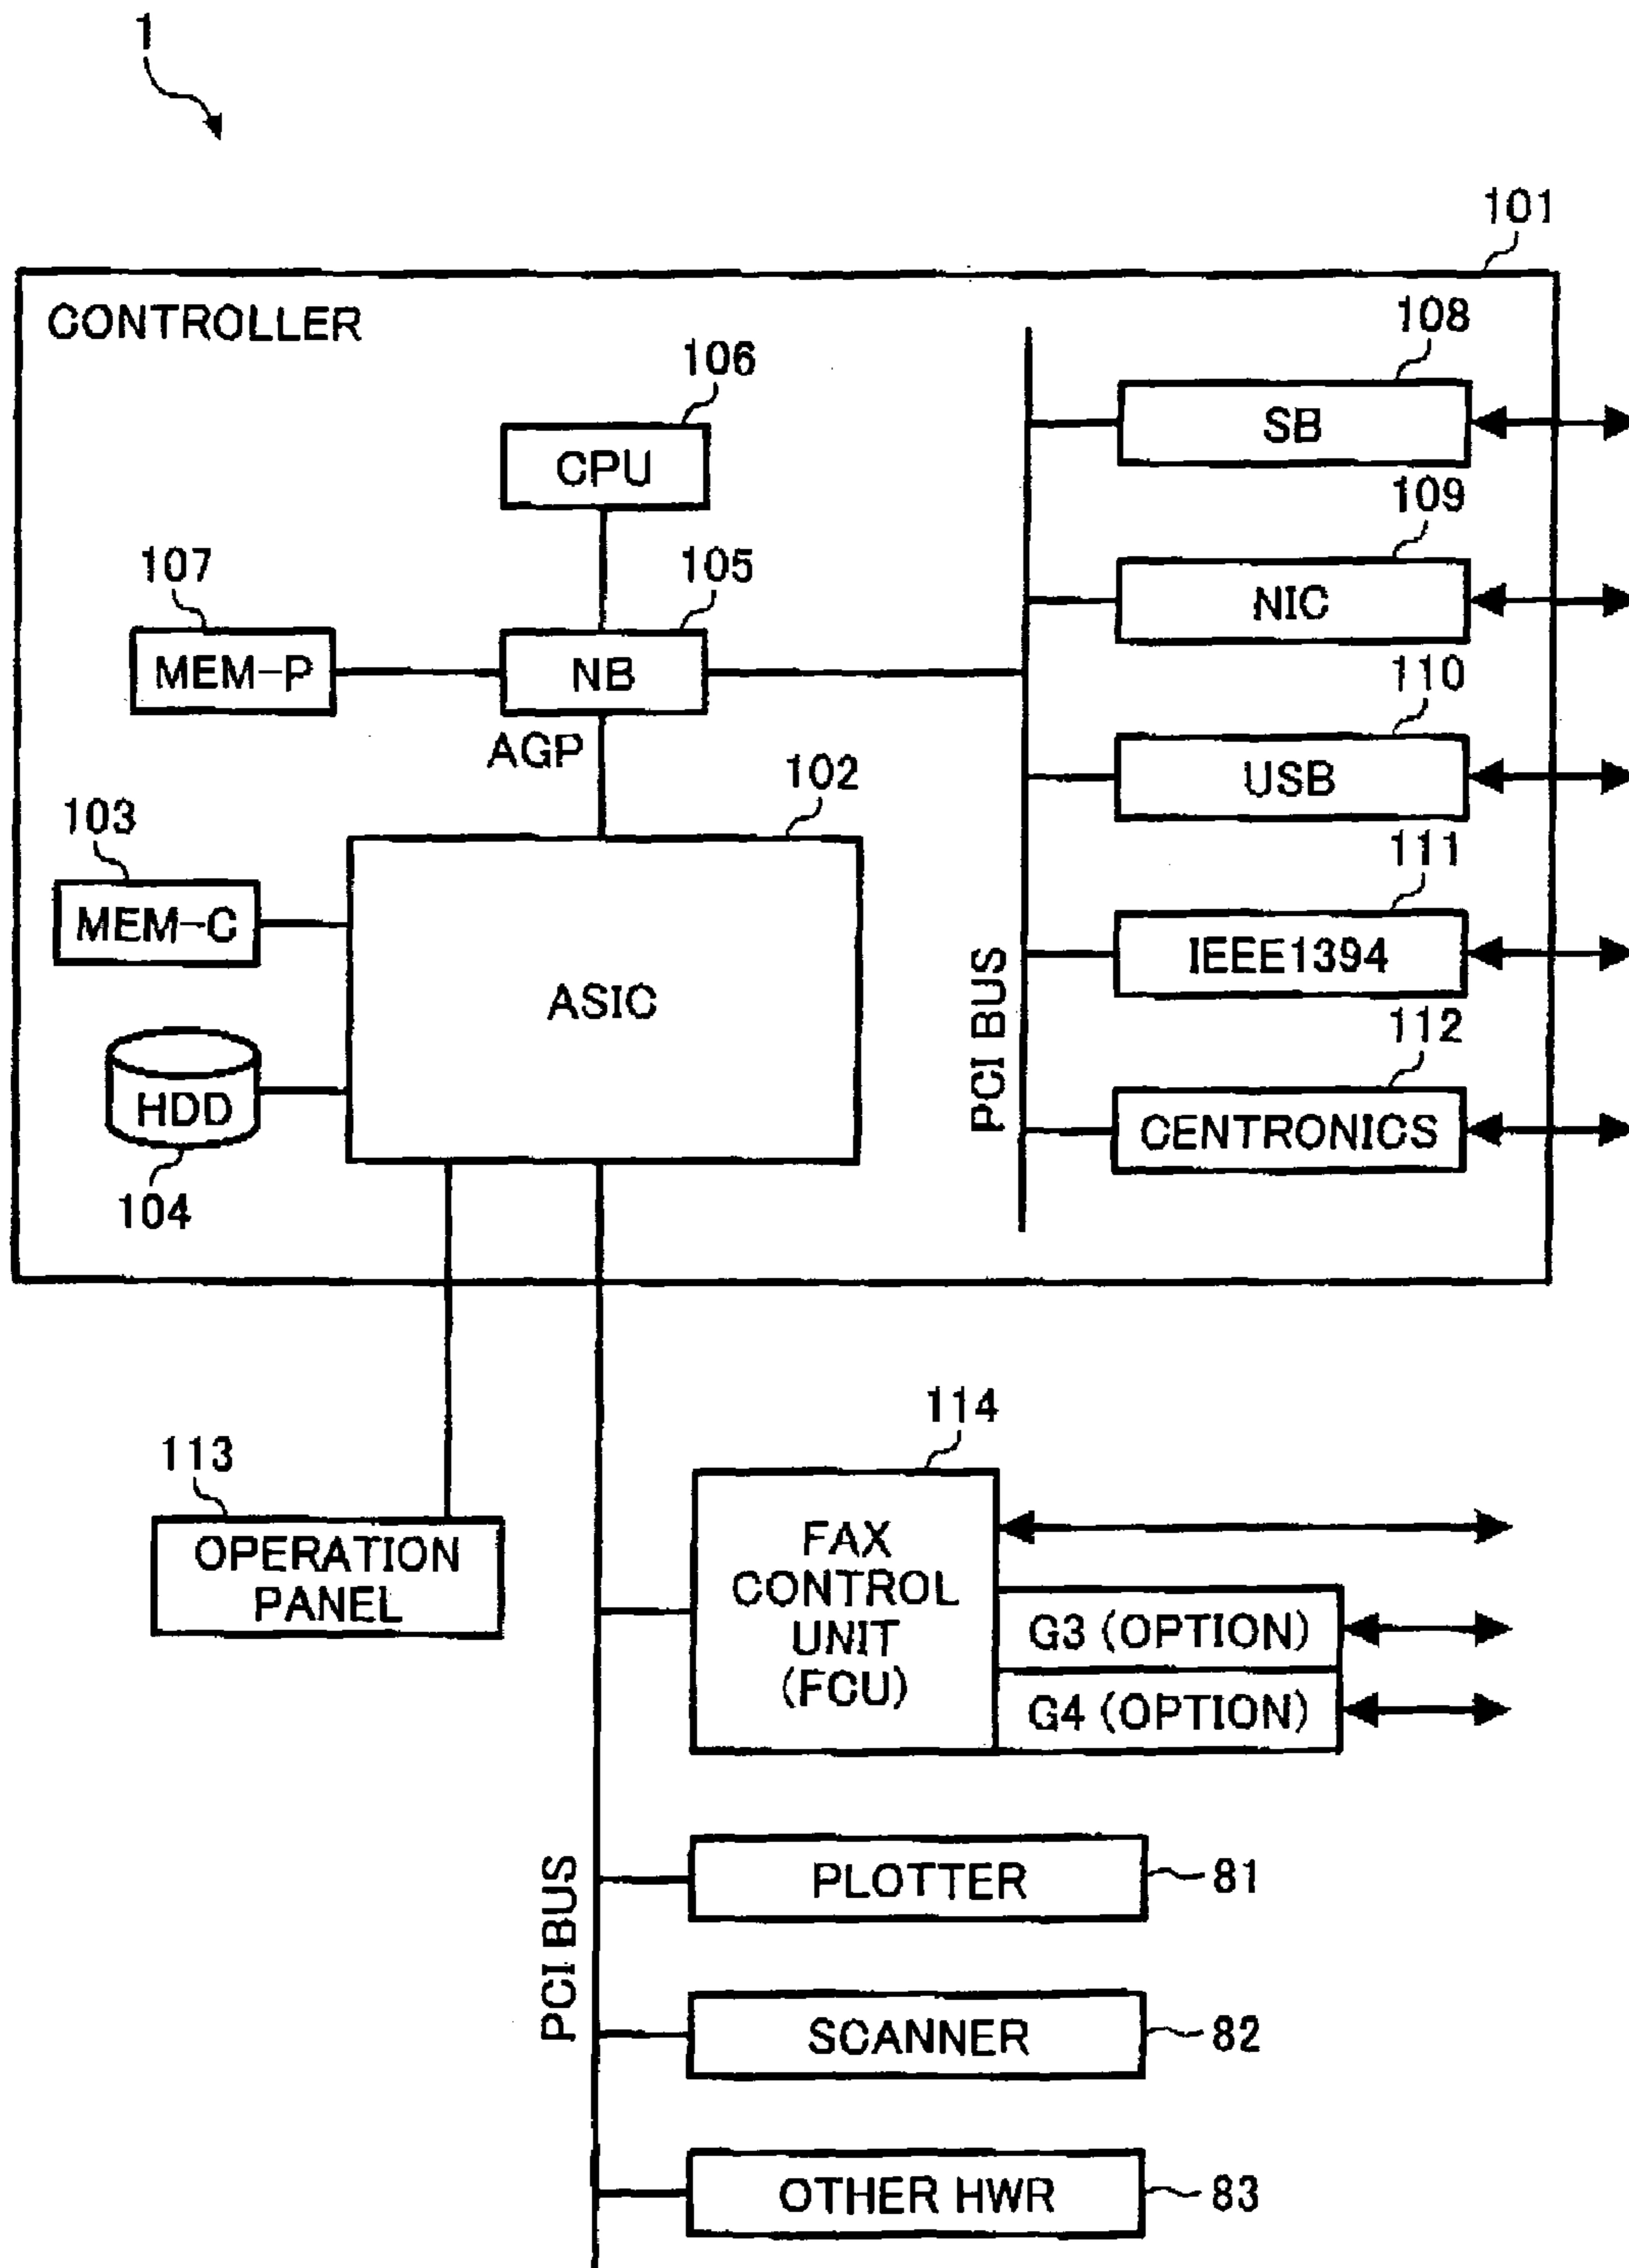 1
101
CONTROLLER
108
SB
106
CPU
109
NIC
107
MEM-P
105
NB
110
USB
AGP
102
103
MEM-C
111
IEEE1394
ASIC
PCI BUS
112
CENTRONICS
HDD
104
114
113
OPERATION
PANEL
FAX
CONTROL
UNIT
(FCU)
G3 (OPTION)
G4 (OPTION)
PCI BUS
PLOTTER
81
SCANNER
82
OTHER HWR
83